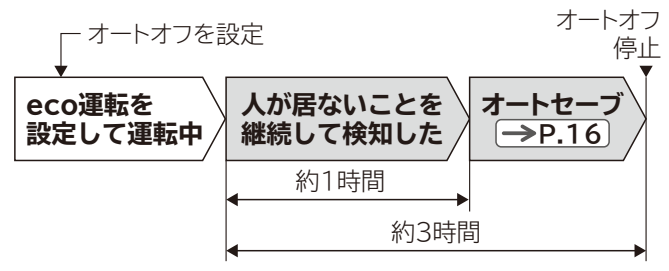 オートオフを設定
オートオフ
停止
eco運転を
設定して運転中
人が居ないことを
継続して検知した
オートセーブ
→P.16
約1時間
約3時間